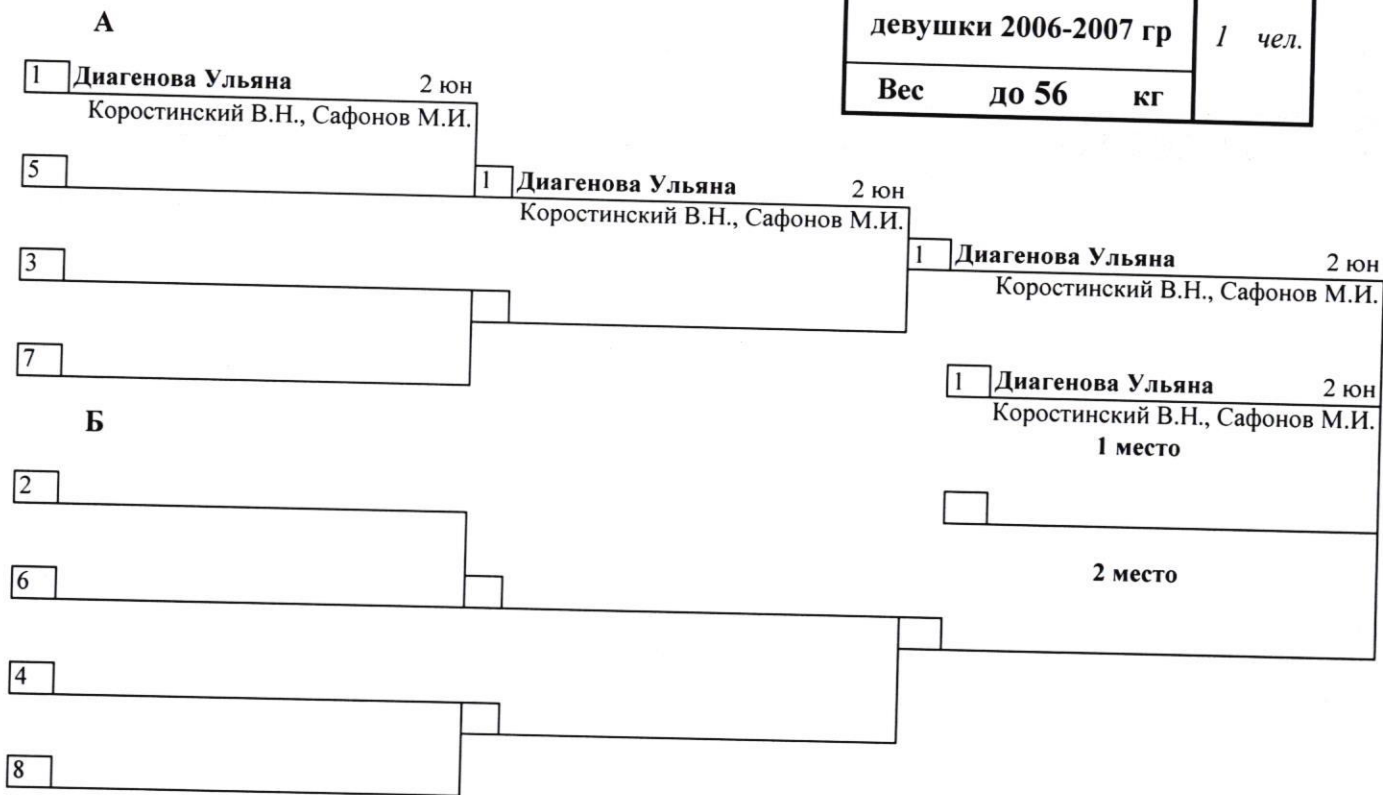 девушки 2006-2007 гр
1 чел.
Вес до 56 кг
А
1 Диагенова Ульяна 2 юн
Коростинский В.Н., Сафонов М.И.
5
1 Диагенова Ульяна 2 юн
Коростинский В.Н., Сафонов М.И.
3
1 Диагенова Ульяна 2 юн
Коростинский В.Н., Сафонов М.И.
7
1 Диагенова Ульяна 2 юн
Коростинский В.Н., Сафонов М.И.
1 место
Б
2
6
2 место
4
8